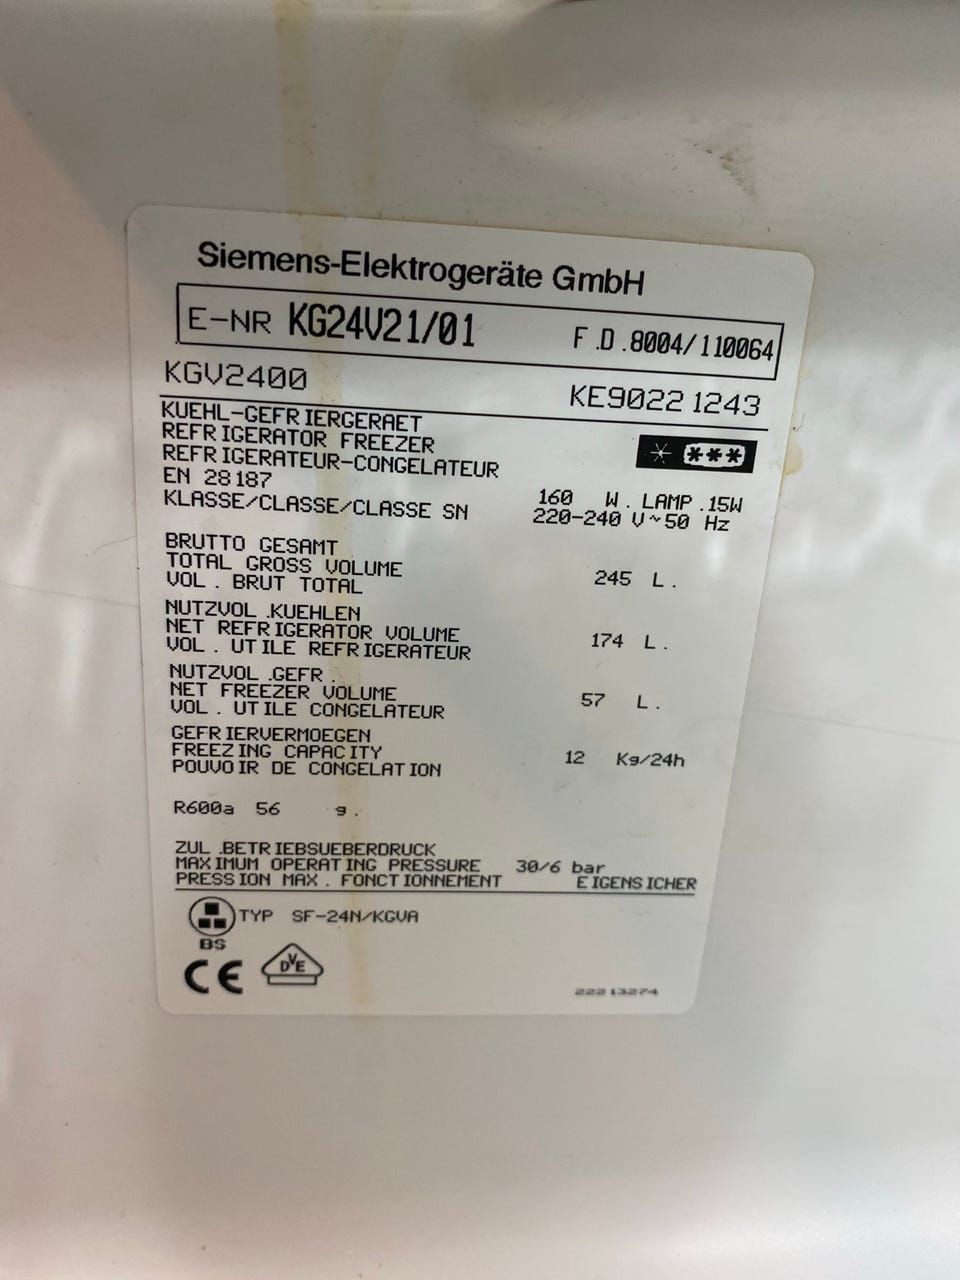 Siemens-Elektrogeräte GmbH
E-NR KG24V21/01 F.D.8004/110064
KGV2400 KE90221243
KUEHL-GEFRIERGERAET
REFRIGERATOR FREEZER
REFRIGERATEUR-CONGELATEUR
EN 28187
KLASSE/CLASSE/CLASSE SN
* ***
160 W. LAMP.15W
220-240 V~50 Hz
BRUTTO GESAMT
TOTAL GROSS VOLUME
VOL. BRUT TOTAL
245 L.
NUTZVOL.KUEHLEN
NET REFRIGERATOR VOLUME
VOL. UTILE REFRIGERATEUR
174 L.
NUTZVOL.GEFR.
NET FREEZER VOLUME
VOL. UTILE CONGELATEUR
57 L.
GEFRIERVERMOEGEN
FREEZING CAPACITY
POUVOIR DE CONGELATION
12 Kg/24h
R600a 56 g.
ZUL.BETRIEBSUEBERDRUCK
MAXIMUM OPERATING PRESSURE 30/6 bar
PRESSION MAX. FONCTIONNEMENT EIGENSICHER
TYP SF-24N/KGVA
BS
CE DVE
22213274